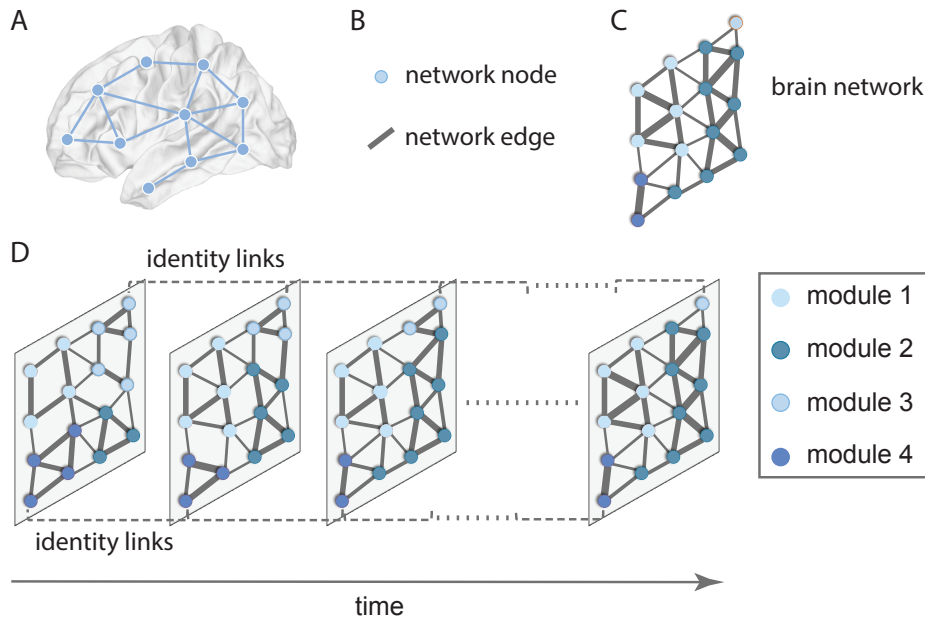 A
B
C
network node
network edge
brain network
D
identity links
module 1
module 2
module 3
module 4
identity links
time